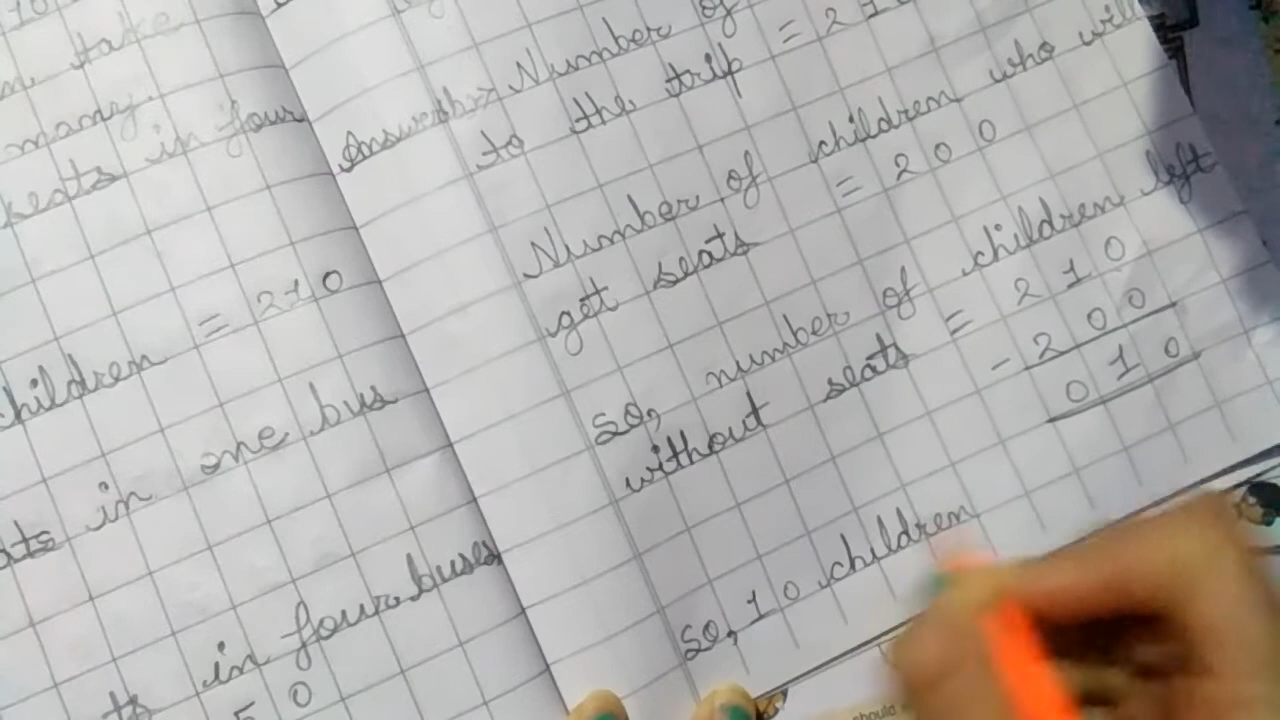 take
many
seats in four
children = 210
in one bus
in four buses
50
Answer Number of
to the trip = 210
Number of children who will
get seats = 200
So, number of children left
without seats = 210
- 200
010
So, 10 children
should